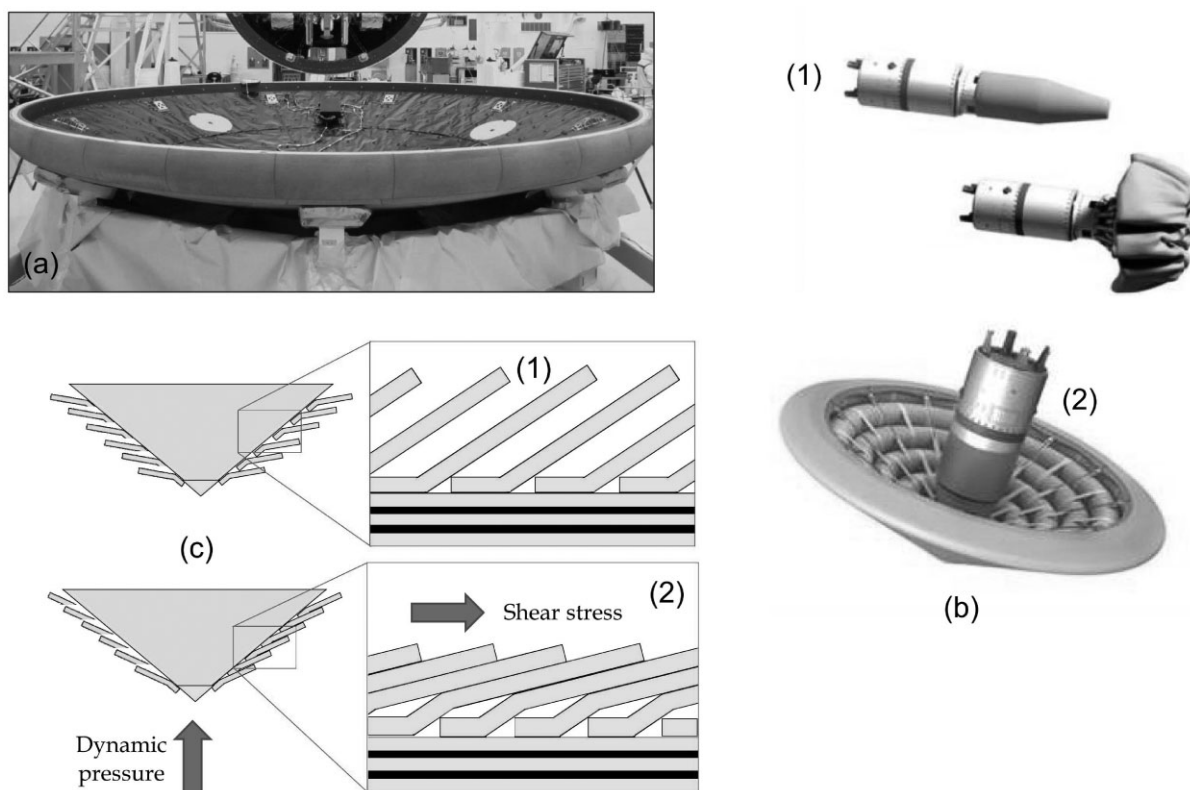 (a)
(1)
(2)
(b)
(c)
(1)
(2)
Shear stress
Dynamic
pressure